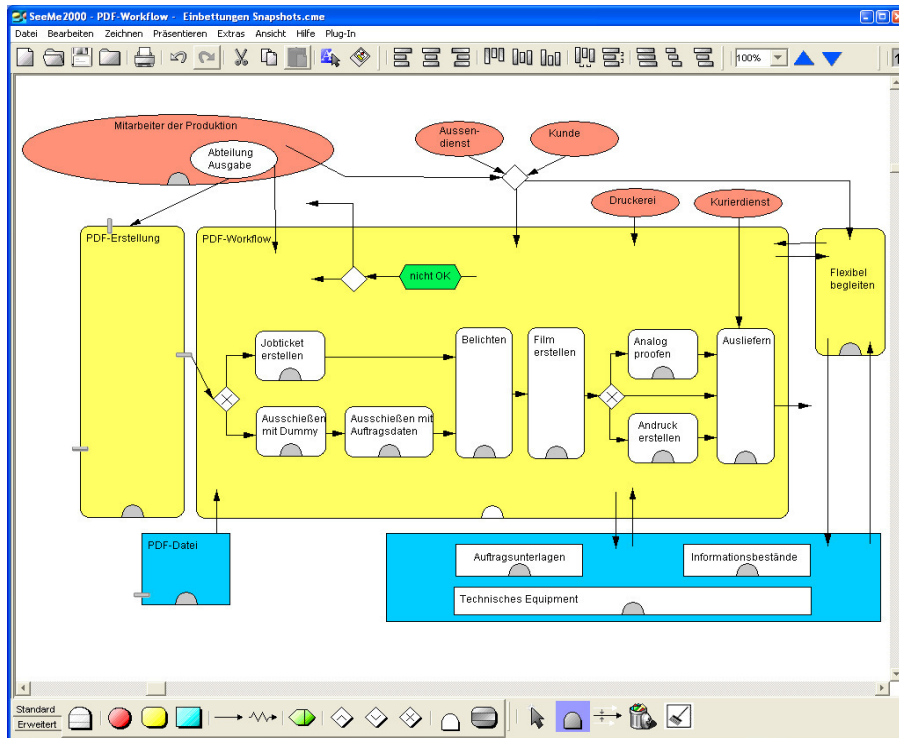 SeeMe2000 - PDF-Workflow - Einbettungen Snapshots.cme
Datei Bearbeiten Zeichnen Präsentieren Extras Ansicht Hilfe Plug-In
100%
Mitarbeiter der Produktion
Abteilung
Ausgabe
Aussen-
dienst
Kunde
Druckerei
Kurierdienst
PDF-Erstellung
PDF-Workflow
nicht OK
Flexibel
begleiten
Jobticket
erstellen
Belichten
Film
erstellen
Analog
proofen
Ausliefern
Ausschießen
mit Dummy
Ausschießen mit
Auftragsdaten
Andruck
erstellen
PDF-Datei
Auftragsunterlagen
Informationsbestände
Technisches Equipment
Standard
Erweitert